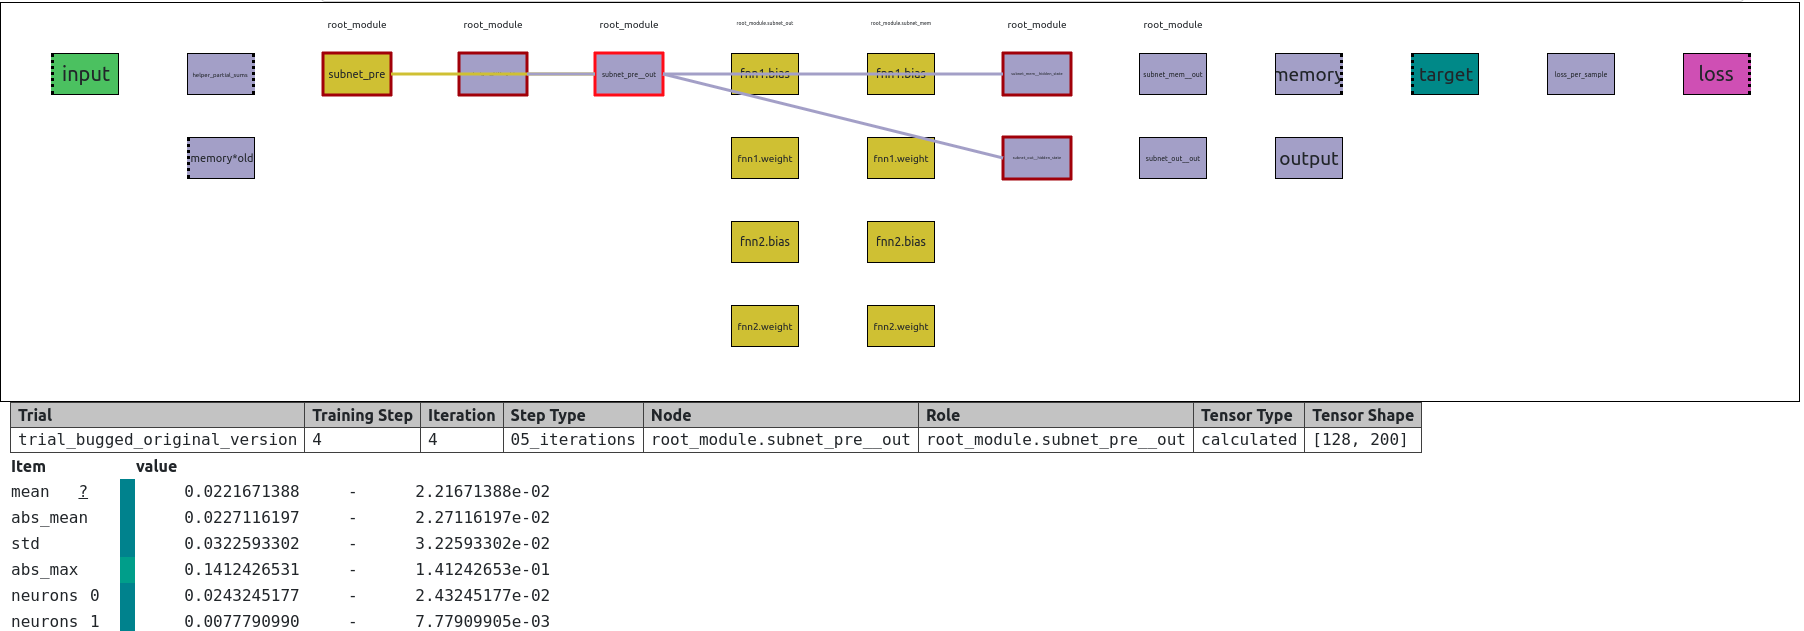 root_module root_module root_module root_module.subnet_out root_module.subnet_mem root_module root_module
input helper_partial_sums subnet_pre subnet_pre__out fnn1.bias fnn1.bias subnet_mem__hidden_state subnet_mem__out memory target loss_per_sample loss
memory*old fnn1.weight fnn1.weight subnet_out__hidden_state subnet_out__out output
fnn2.bias fnn2.bias
fnn2.weight fnn2.weight
Trial Training Step Iteration Step Type Node Role Tensor Type Tensor Shape
trial_bugged_original_version 4 4 05_iterations root_module.subnet_pre__out root_module.subnet_pre__out calculated [128, 200]
Item value
mean ? 0.0221671388 - 2.21671388e-02
abs_mean 0.0227116197 - 2.27116197e-02
std 0.0322593302 - 3.22593302e-02
abs_max 0.1412426531 - 1.41242653e-01
neurons 0 0.0243245177 - 2.43245177e-02
neurons 1 0.0077790990 - 7.77909905e-03